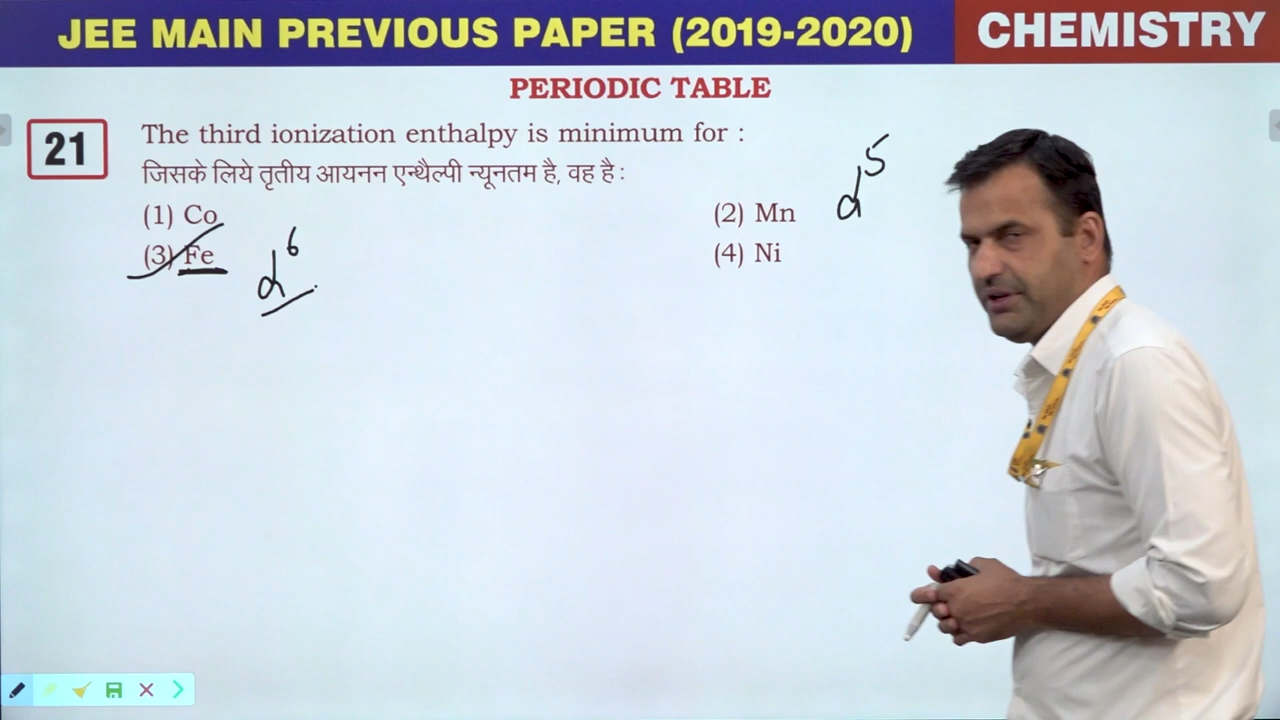 JEE MAIN PREVIOUS PAPER (2019-2020) CHEMISTRY
PERIODIC TABLE
21 The third ionization enthalpy is minimum for :
जिसके लिये तृतीय आयनन एन्थैल्पी न्यूनतम है, वह है :
(1) Co (2) Mn d⁵
(3) Fe d⁶ (4) Ni